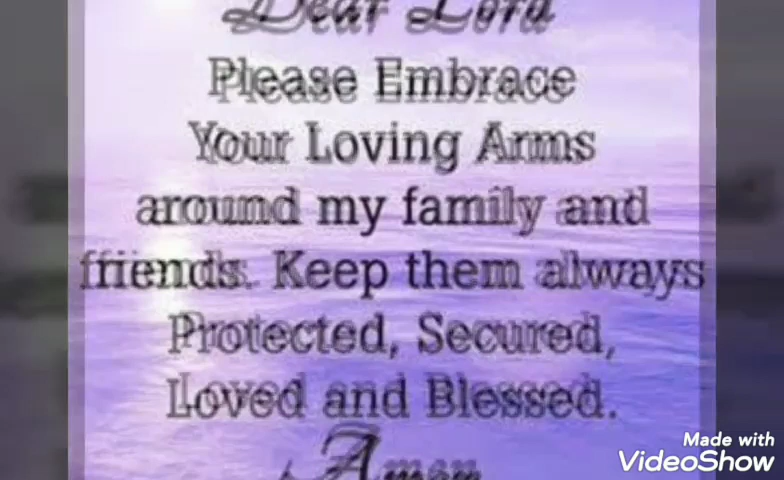 Dear Lord
Please Embrace
Your Loving Arms
around my family and
friends. Keep them always
Protected, Secured,
Loved and Blessed.
Amen
Made with
VideoShow